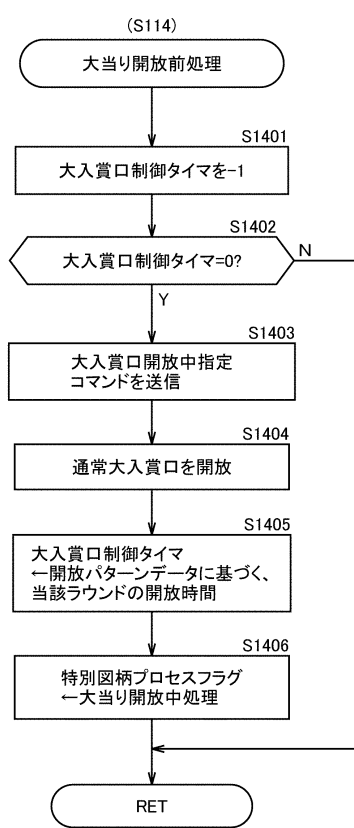 (S114)
大当り開放前処理
S1401
大入賞口制御タイマを-1
S1402
大入賞口制御タイマ=0?
N
Y
S1403
大入賞口開放中指定
コマンドを送信
S1404
通常大入賞口を開放
S1405
大入賞口制御タイマ
←開放パターンデータに基づく、
当該ラウンドの開放時間
S1406
特別図柄プロセスフラグ
←大当り開放中処理
RET